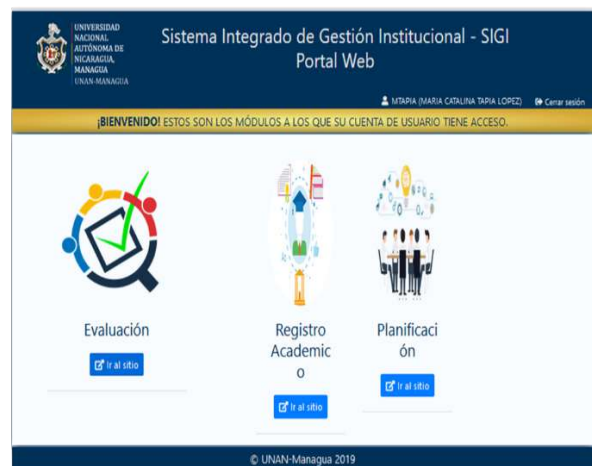 UNIVERSIDAD
NACIONAL
AUTÓNOMA DE
NICARAGUA,
MANAGUA
UNAN-MANAGUA
Sistema Integrado de Gestión Institucional - SIGI
Portal Web
MTAPIA (MARIA CATALINA TAPIA LOPEZ) Cerrar sesión
¡BIENVENIDO! ESTOS SON LOS MÓDULOS A LOS QUE SU CUENTA DE USUARIO TIENE ACCESO.
Evaluación
Ir al sitio
Registro
Academic
o
Ir al sitio
Planificaci
ón
Ir al sitio
© UNAN-Managua 2019